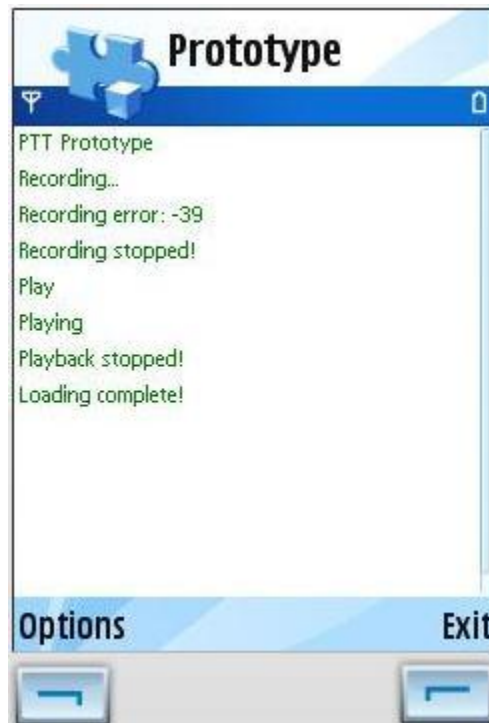 Prototype
PTT Prototype
Recording...
Recording error: -39
Recording stopped!
Play
Playing
Playback stopped!
Loading complete!
Options Exit